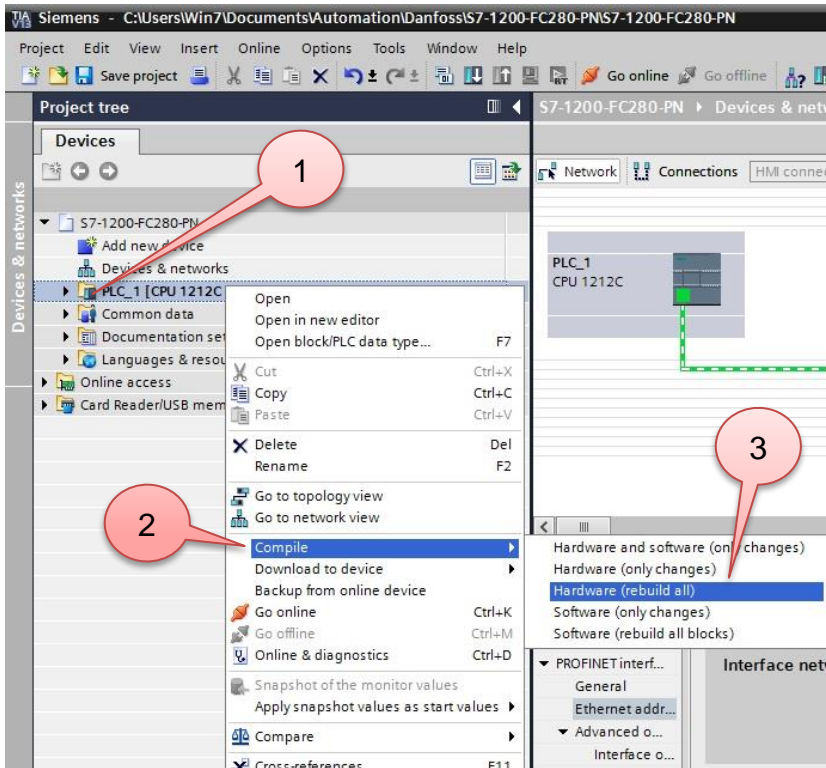 Siemens - C:\Users\Win7\Documents\Automation\Danfoss\S7-1200-FC280-PN\S7-1200-FC280-PN
Project Edit View Insert Online Options Tools Window Help
Save project Go online Go offline
Project tree
S7-1200-FC280-PN Devices & netw
Devices
Network Connections HMI connec
Devices & networks
1
S7-1200-FC280-PN
Add new device
Devices & networks
PLC_1 [CPU 1212C
Common data
Documentation set
Languages & resou
Online access
Card Reader/USB mem
PLC_1
CPU 1212C
Open
Open in new editor
Open block/PLC data type... F7
Cut Ctrl+X
Copy Ctrl+C
Paste Ctrl+V
Delete Del
Rename F2
Go to topology view
Go to network view
2
3
Compile
Download to device
Backup from online device
Go online Ctrl+K
Go offline Ctrl+M
Online & diagnostics Ctrl+D
Snapshot of the monitor values
Apply snapshot values as start values
Compare
Cross-references F11
Hardware and software (only changes)
Hardware (only changes)
Hardware (rebuild all)
Software (only changes)
Software (rebuild all blocks)
PROFINET interf...
General
Ethernet addr...
Advanced o...
Interface o...
Interface net